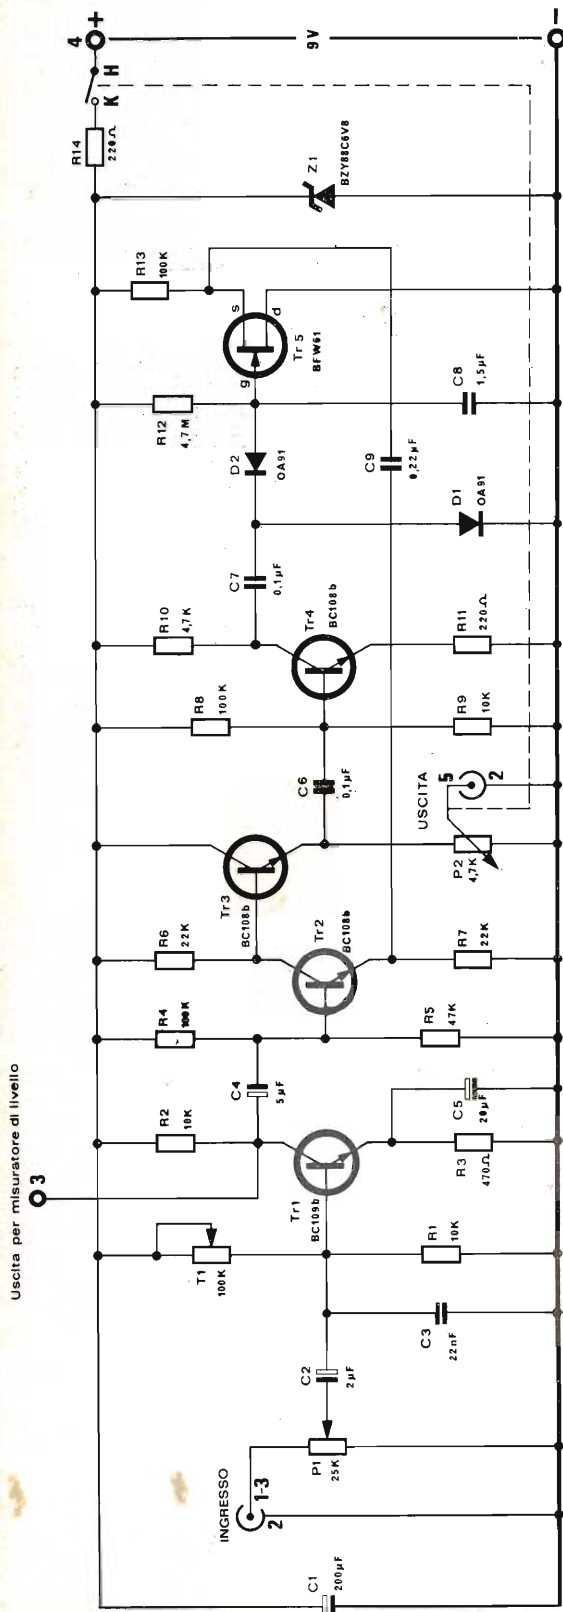 Uscita per misuratore di livello
3
INGRESSO
1-3
2
C1
200µF
P1
25K
C2
2µF
C3
22nF
T1
100K
R1
10K
Tr1
BC109b
R2
10K
R3
470Ω
C5
20µF
C4
5µF
R4
100K
R5
47K
R6
22K
Tr2
BC108b
R7
22K
Tr3
BC108b
P2
4,7K
USCITA
5
2
C6
0,1µF
R8
100K
R9
10K
Tr4
BC108b
R10
4,7K
R11
220Ω
C7
0,1µF
D1
OA91
D2
OA91
C9
0,22µF
R12
4,7M
C8
1,5µF
g
s
d
Tr5
BFW61
R13
100K
Z1
BZY88C6V8
R14
220Ω
K
H
4
+
9V
−